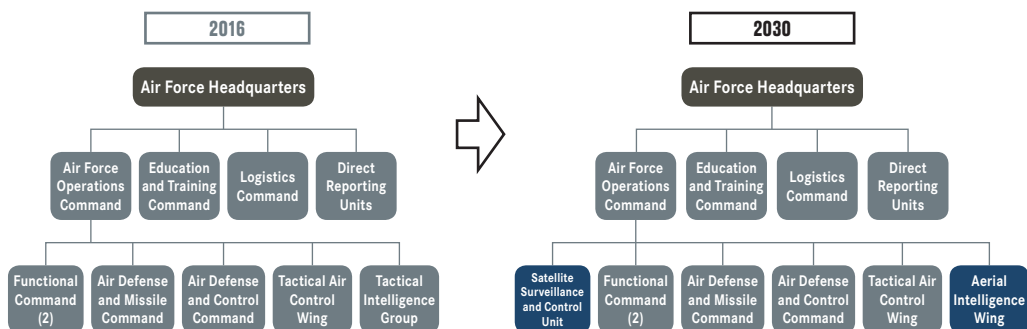 2016
Air Force Headquarters
Air Force
Operations
Command
Education
and Training
Command
Logistics
Command
Direct
Reporting
Units
Functional
Command
(2)
Air Defense
and Missile
Command
Air Defense
and Control
Command
Tactical Air
Control
Wing
Tactical
Intelligence
Group
2030
Air Force Headquarters
Air Force
Operations
Command
Education
and Training
Command
Logistics
Command
Direct
Reporting
Units
Satellite
Surveillance
and Control
Unit
Functional
Command
(2)
Air Defense
and Missile
Command
Air Defense
and Control
Command
Tactical Air
Control
Wing
Aerial
Intelligence
Wing